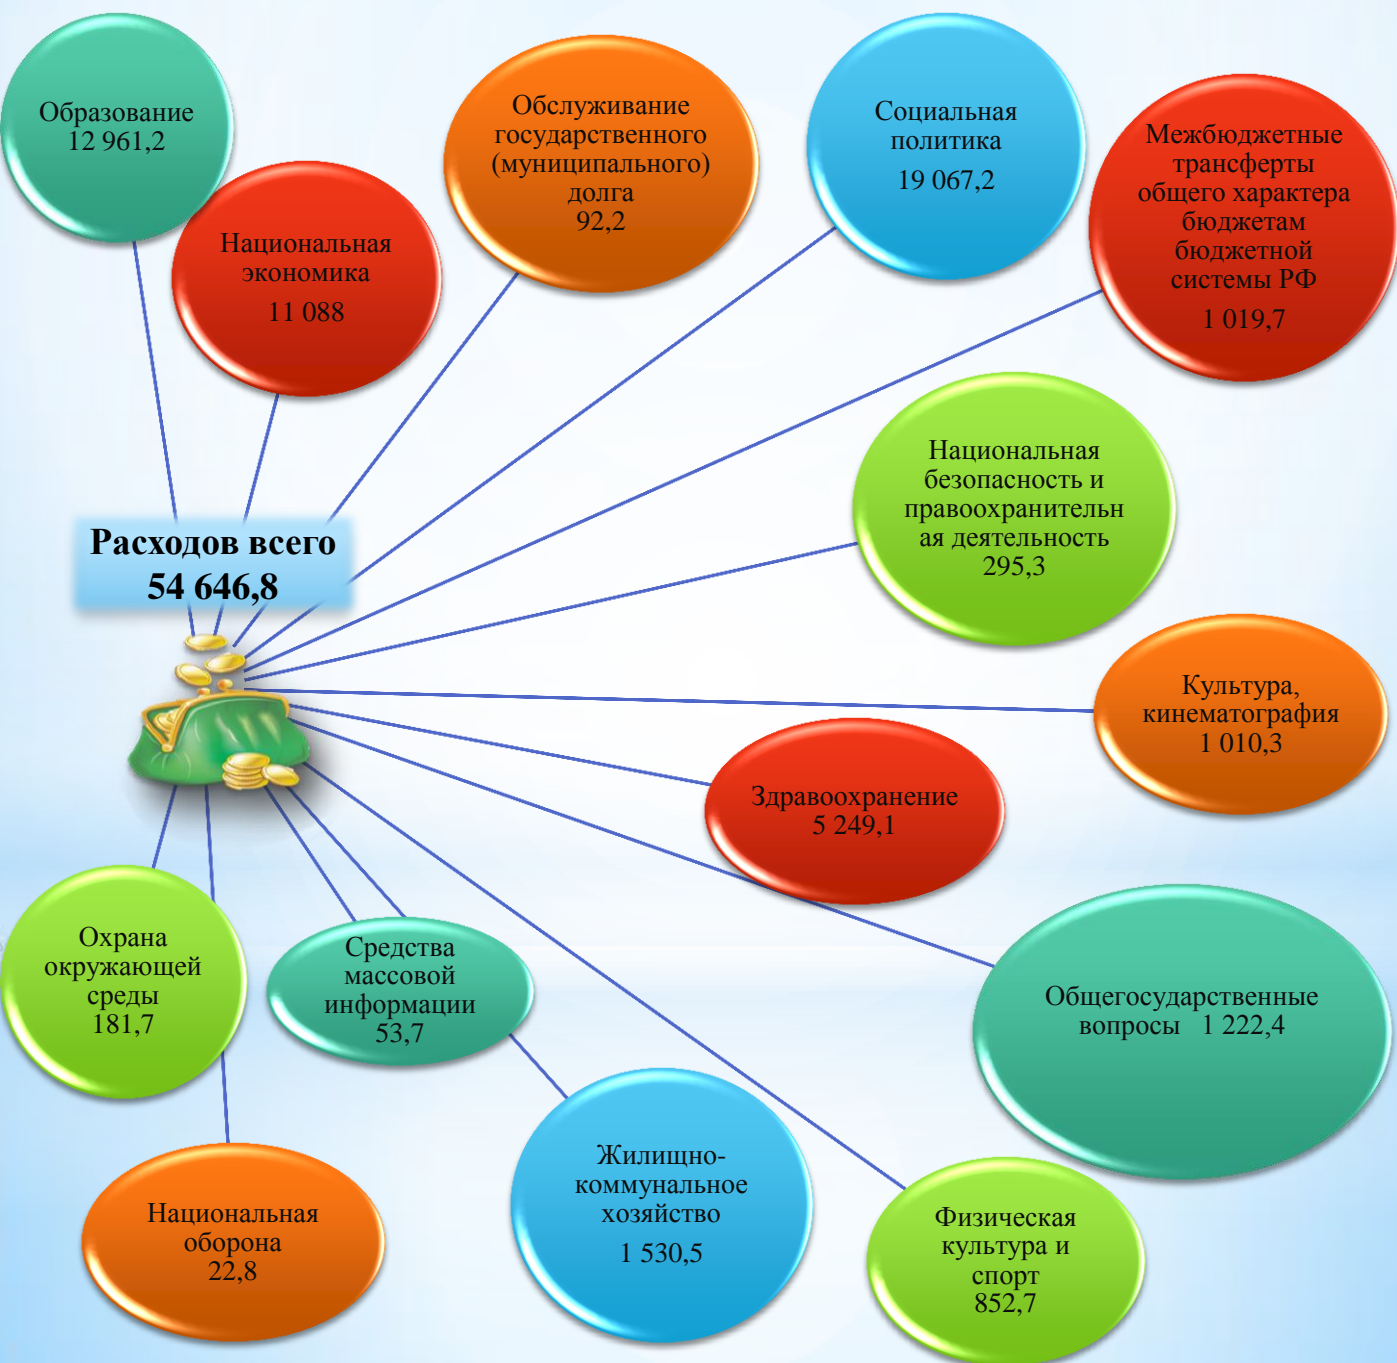 Образование
12 961,2
Национальная
экономика
11 088
Обслуживание
государственного
(муниципального)
долга
92,2
Социальная
политика
19 067,2
Межбюджетные
трансферты
общего характера
бюджетам
бюджетной
системы РФ
1 019,7
Национальная
безопасность и
правоохранительн
ая деятельность
295,3
Расходов всего
54 646,8
Культура,
кинематография
1 010,3
Здравоохранение
5 249,1
Общегосударственные
вопросы 1 222,4
Охрана
окружающей
среды
181,7
Средства
массовой
информации
53,7
Национальная
оборона
22,8
Жилищно-
коммунальное
хозяйство
1 530,5
Физическая
культура и
спорт
852,7